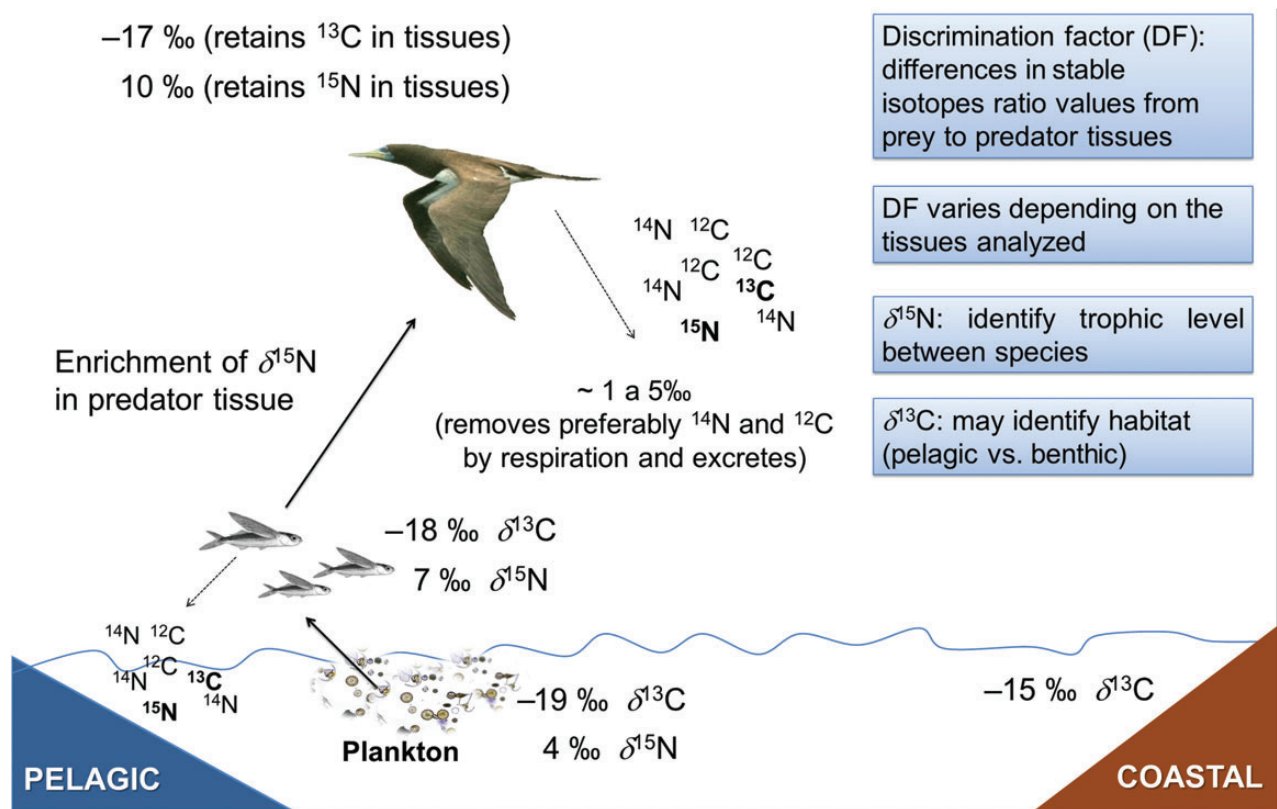 –17 ‰ (retains ¹³C in tissues)
10 ‰ (retains ¹⁵N in tissues)
Discrimination factor (DF):
differences in stable
isotopes ratio values from
prey to predator tissues
DF varies depending on the
tissues analyzed
δ¹⁵N: identify trophic level
between species
δ¹³C: may identify habitat
(pelagic vs. benthic)
¹⁴N ¹²C
¹²C ¹²C
¹⁴N ¹³C
¹⁵N ¹⁴N
Enrichment of δ¹⁵N
in predator tissue
~ 1 a 5‰
(removes preferably ¹⁴N and ¹²C
by respiration and excretes)
–18 ‰ δ¹³C
7 ‰ δ¹⁵N
¹⁴N ¹²C
¹²C
¹⁴N ¹³C
¹⁵N ¹⁴N
–19 ‰ δ¹³C
4 ‰ δ¹⁵N
Plankton
–15 ‰ δ¹³C
PELAGIC
COASTAL